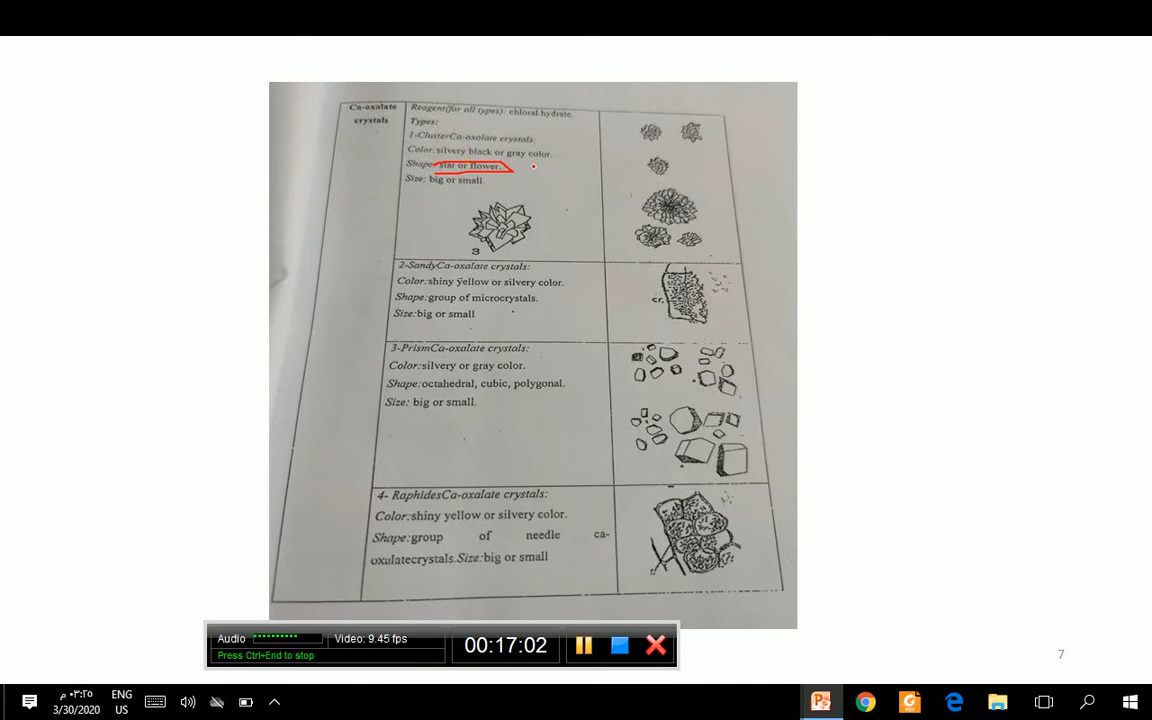 Ca-oxalate
crystals
Reagent(for all types). chloral hydrate.
Types:
1-ClusterCa-oxalate crystals:
Color:silvery black or gray color.
Shape:star or flower.
Size: big or small.
3
2-SandyCa-oxalate crystals:
Color:shiny yellow or silvery color.
Shape:group of microcrystals.
Size:big or small
cr.
3-PrismCa-oxalate crystals:
Color:silvery or gray color.
Shape:octahedral, cubic, polygonal.
Size: big or small.
4- RaphidesCa-oxalate crystals:
Color:shiny yellow or silvery color.
Shape:group of needle ca-
oxalatecrystals.Size:big or small
Audio
Video: 9.45 fps
Press Ctrl+End to stop
00:17:02
7
٠٣:٢٥ م
3/30/2020
ENG
US